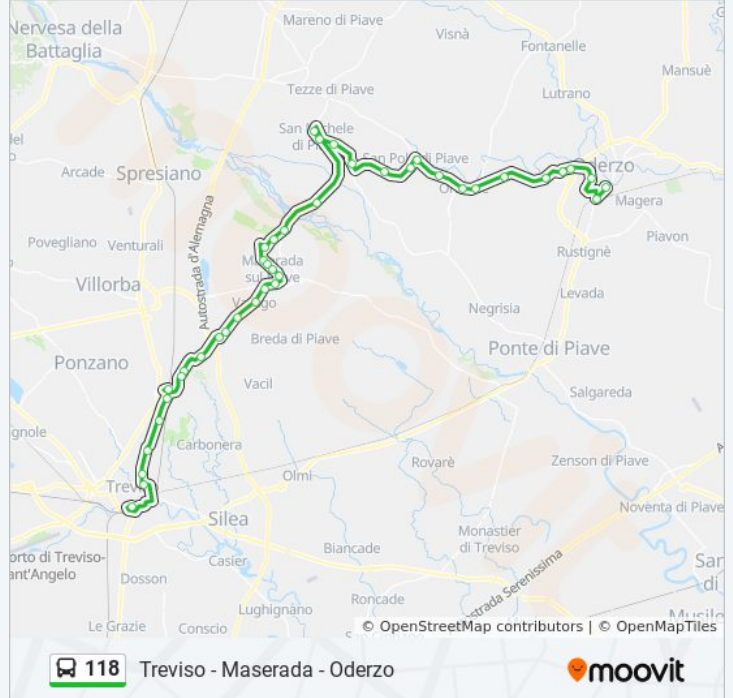 Mareno di Piave
Visnà
Nervesa della
Battaglia
Fontanelle
Mansuè
Tezze di Piave
Lutrano
San
di
Arcade
Spresiano
Magera
Piavon
Povegliano
Venturali
Rustignè
Autostrada d'Alemagna
Villorba
Levada
Negrisia
Breda di Piave
Ponte di Piave
Ponzano
Vacil
Salgareda
Carbonera
Rovarè
Zenson di Piave
Olmi
Noventa di Piave
Silea
Monastier
di Treviso
Biancade
Casier
Dosson
Roncade
Lughignano
Le Grazie
Conscio
© OpenStreetMap contributors | © OpenMapTiles
118 Treviso - Maserada - Oderzo
moovit